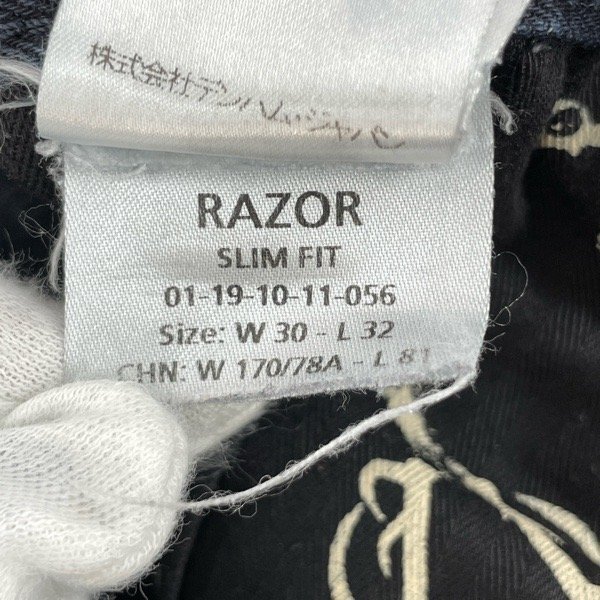 株式会社デンハム・ジャパン
RAZOR
SLIM FIT
01-19-10-11-056
Size: W 30 - L 32
CHN: W 170/78A - L 81